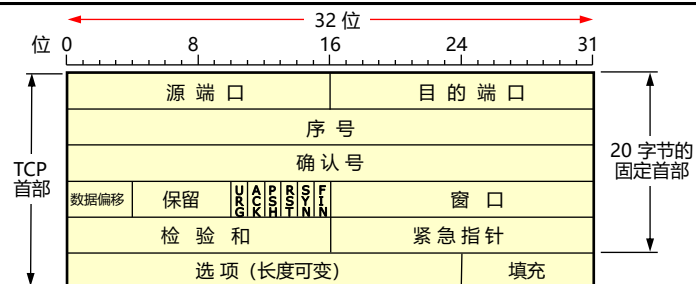 32 位
位 0 8 16 24 31
源 端 口 目 的 端 口
序 号
确 认 号
TCP
首部
20 字节的
固定首部
数据偏移 保留 URG ACK PSH RST SYN FIN 窗 口
检 验 和 紧 急 指 针
选 项 (长 度 可 变) 填 充